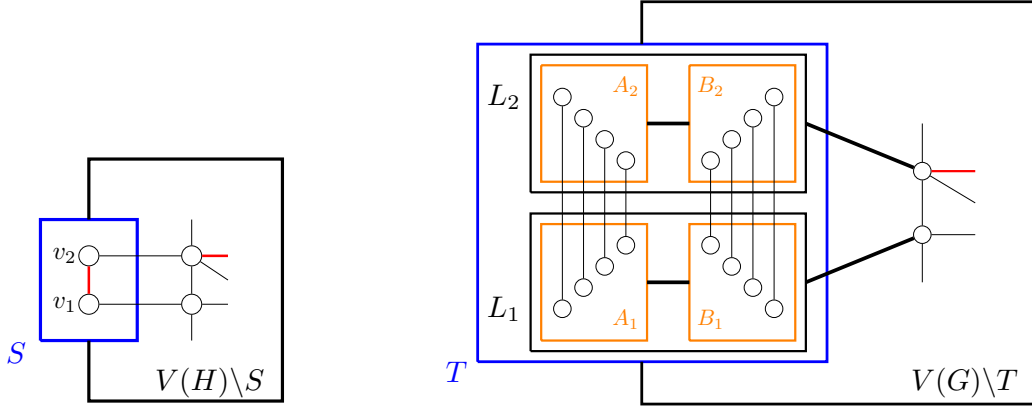 v₂
v₁
S
V(H)\S
L₂
A₂
B₂
L₁
A₁
B₁
T
V(G)\T